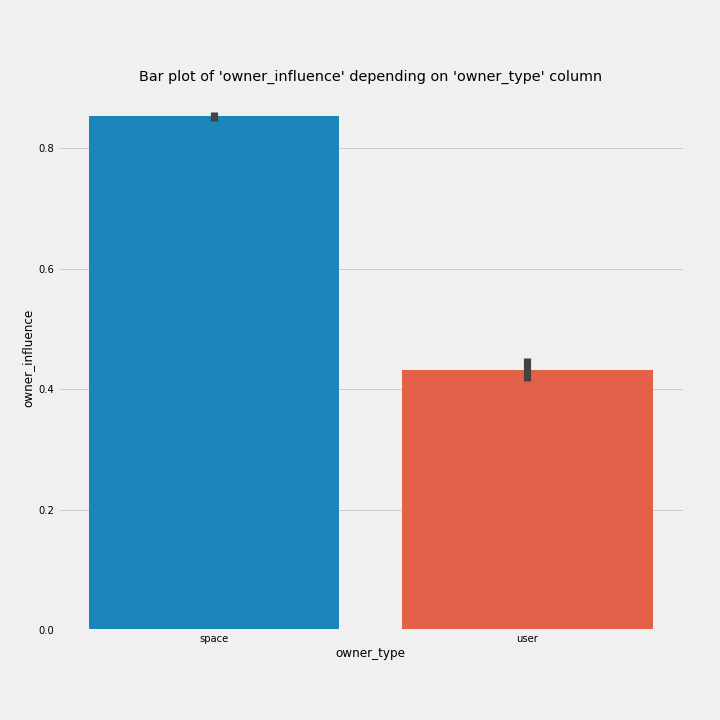 Bar plot of 'owner_influence' depending on 'owner_type' column
owner_influence
0.8
0.6
0.4
0.2
0.0
space
user
owner_type